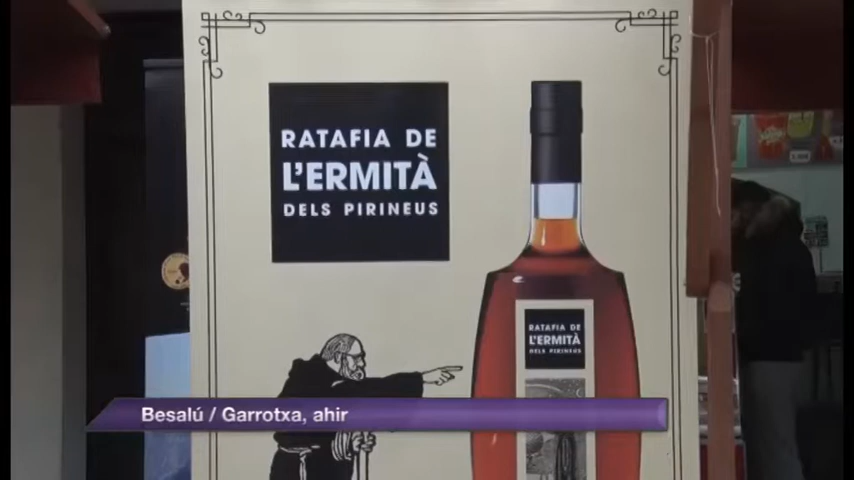 RATAFIA DE
L'ERMITÀ
DELS PIRINEUS
RATAFIA DE
L'ERMITÀ
DELS PIRINEUS
Besalú / Garrotxa, ahir